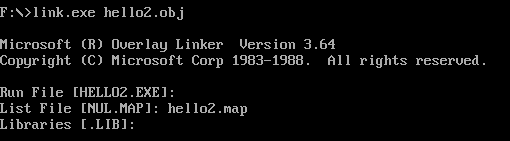 F:\>link.exe hello2.obj
Microsoft (R) Overlay Linker  Version 3.64
Copyright (C) Microsoft Corp 1983-1988.  All rights reserved.
Run File [HELLO2.EXE]:
List File [NUL.MAP]: hello2.map
Libraries [.LIB]: